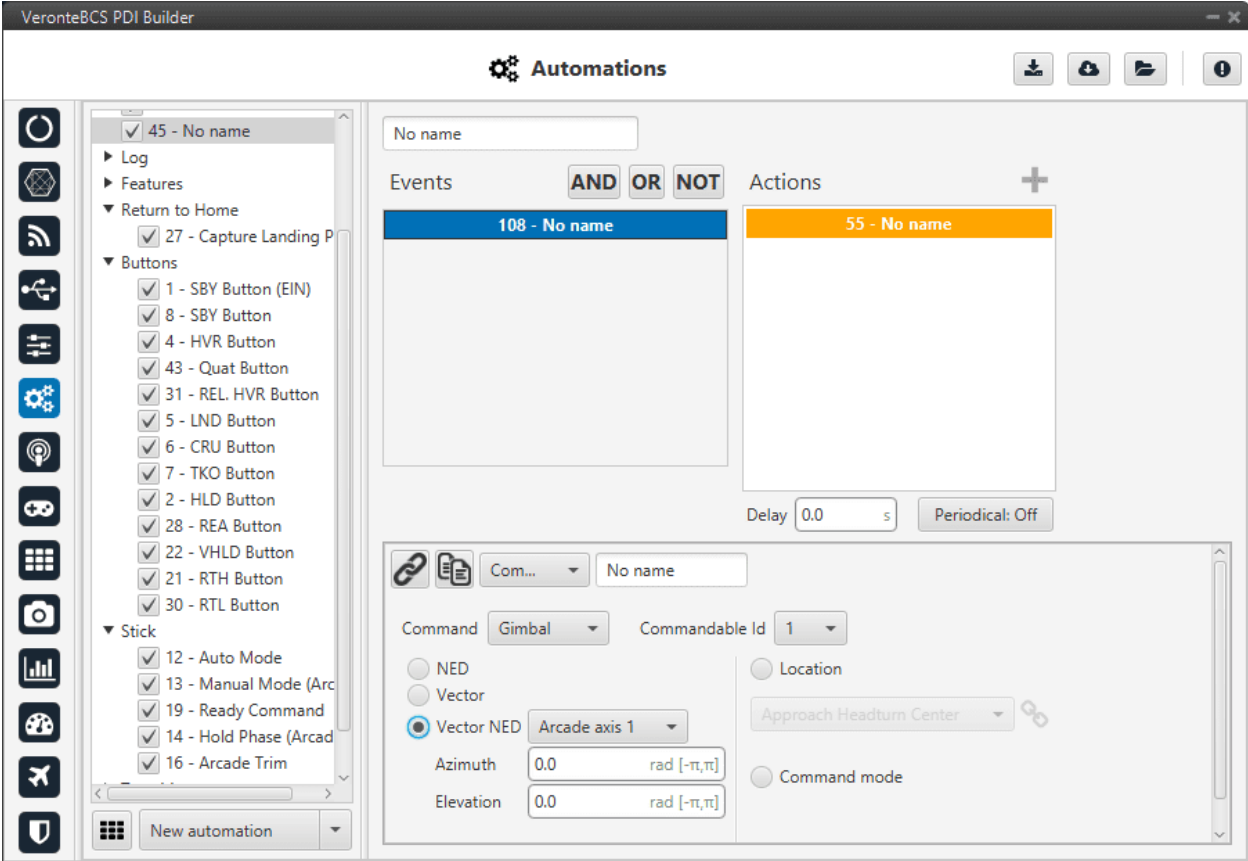 VeronteBCS PDI Builder
Automations
45 - No name
Log
Features
Return to Home
27 - Capture Landing P
Buttons
1 - SBY Button (EIN)
8 - SBY Button
4 - HVR Button
43 - Quat Button
31 - REL. HVR Button
5 - LND Button
6 - CRU Button
7 - TKO Button
2 - HLD Button
28 - REA Button
22 - VHLD Button
21 - RTH Button
30 - RTL Button
Stick
12 - Auto Mode
13 - Manual Mode (Arc
19 - Ready Command
14 - Hold Phase (Arcad
16 - Arcade Trim
New automation
No name
Events AND OR NOT
108 - No name
Actions
55 - No name
Delay 0.0 s Periodical: Off
Com... No name
Command Gimbal Commandable Id 1
NED
Vector
Vector NED Arcade axis 1
Azimuth 0.0 rad [-π,π]
Elevation 0.0 rad [-π,π]
Location
Approach Headturn Center
Command mode